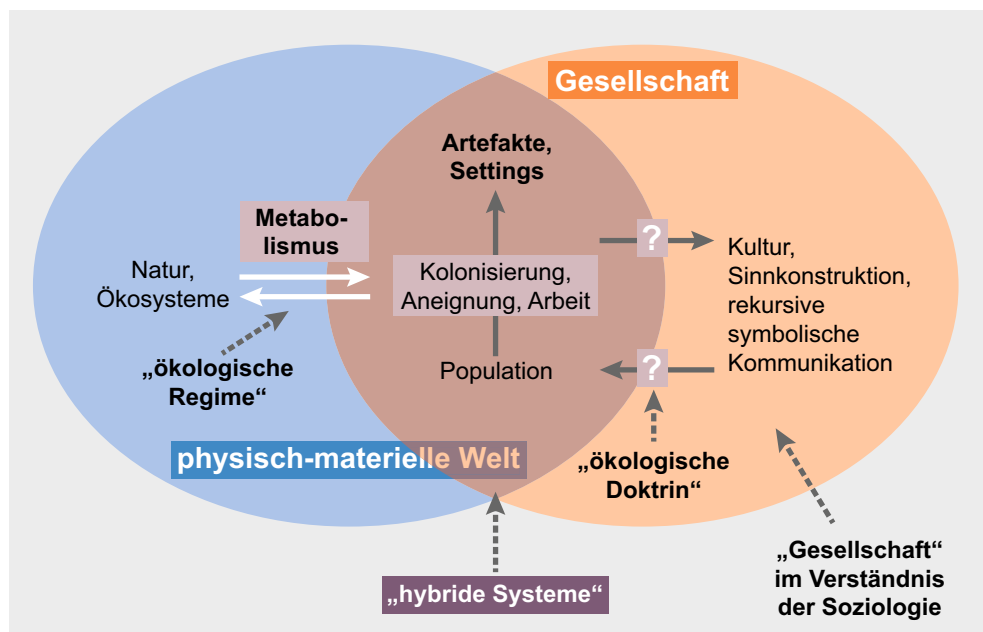 Gesellschaft
Artefakte,
Settings
Metabo-
lismus
Natur,
Ökosysteme
Kolonisierung,
Aneignung, Arbeit
?
Kultur,
Sinnkonstruktion,
rekursive
symbolische
Kommunikation
Population
?
„ökologische
Regime“
physisch-materielle Welt
„ökologische
Doktrin“
„hybride Systeme“
„Gesellschaft“
im Verständnis
der Soziologie